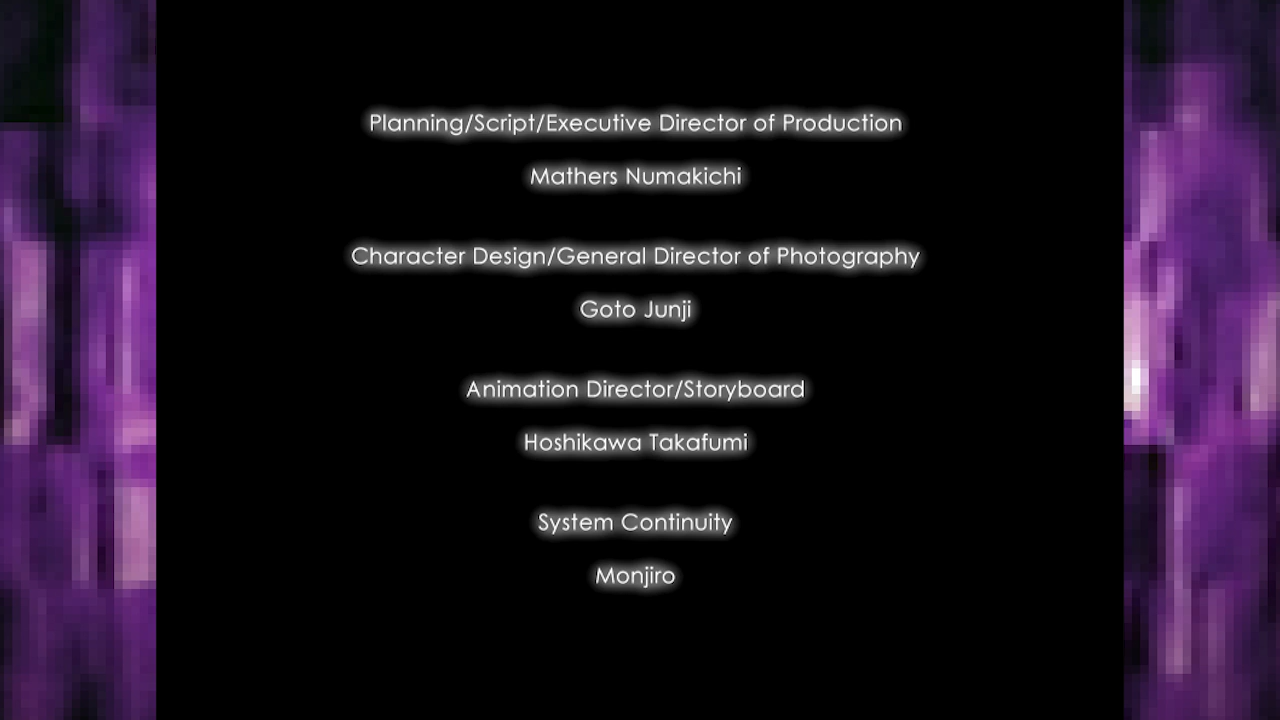 Planning/Script/Executive Director of Production
Mathers Numakichi
Character Design/General Director of Photography
Goto Junji
Animation Director/Storyboard
Hoshikawa Takafumi
System Continuity
Monjiro